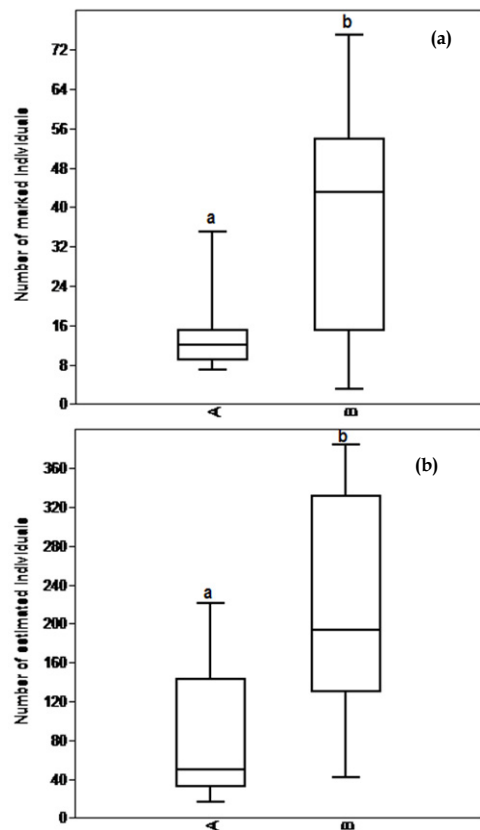 (a)
Number of marked individuals
72
64
56
48
40
32
24
16
8
0
a
b
A
B
(b)
Number of estimated individuals
360
320
280
240
200
160
120
80
40
0
a
b
A
B